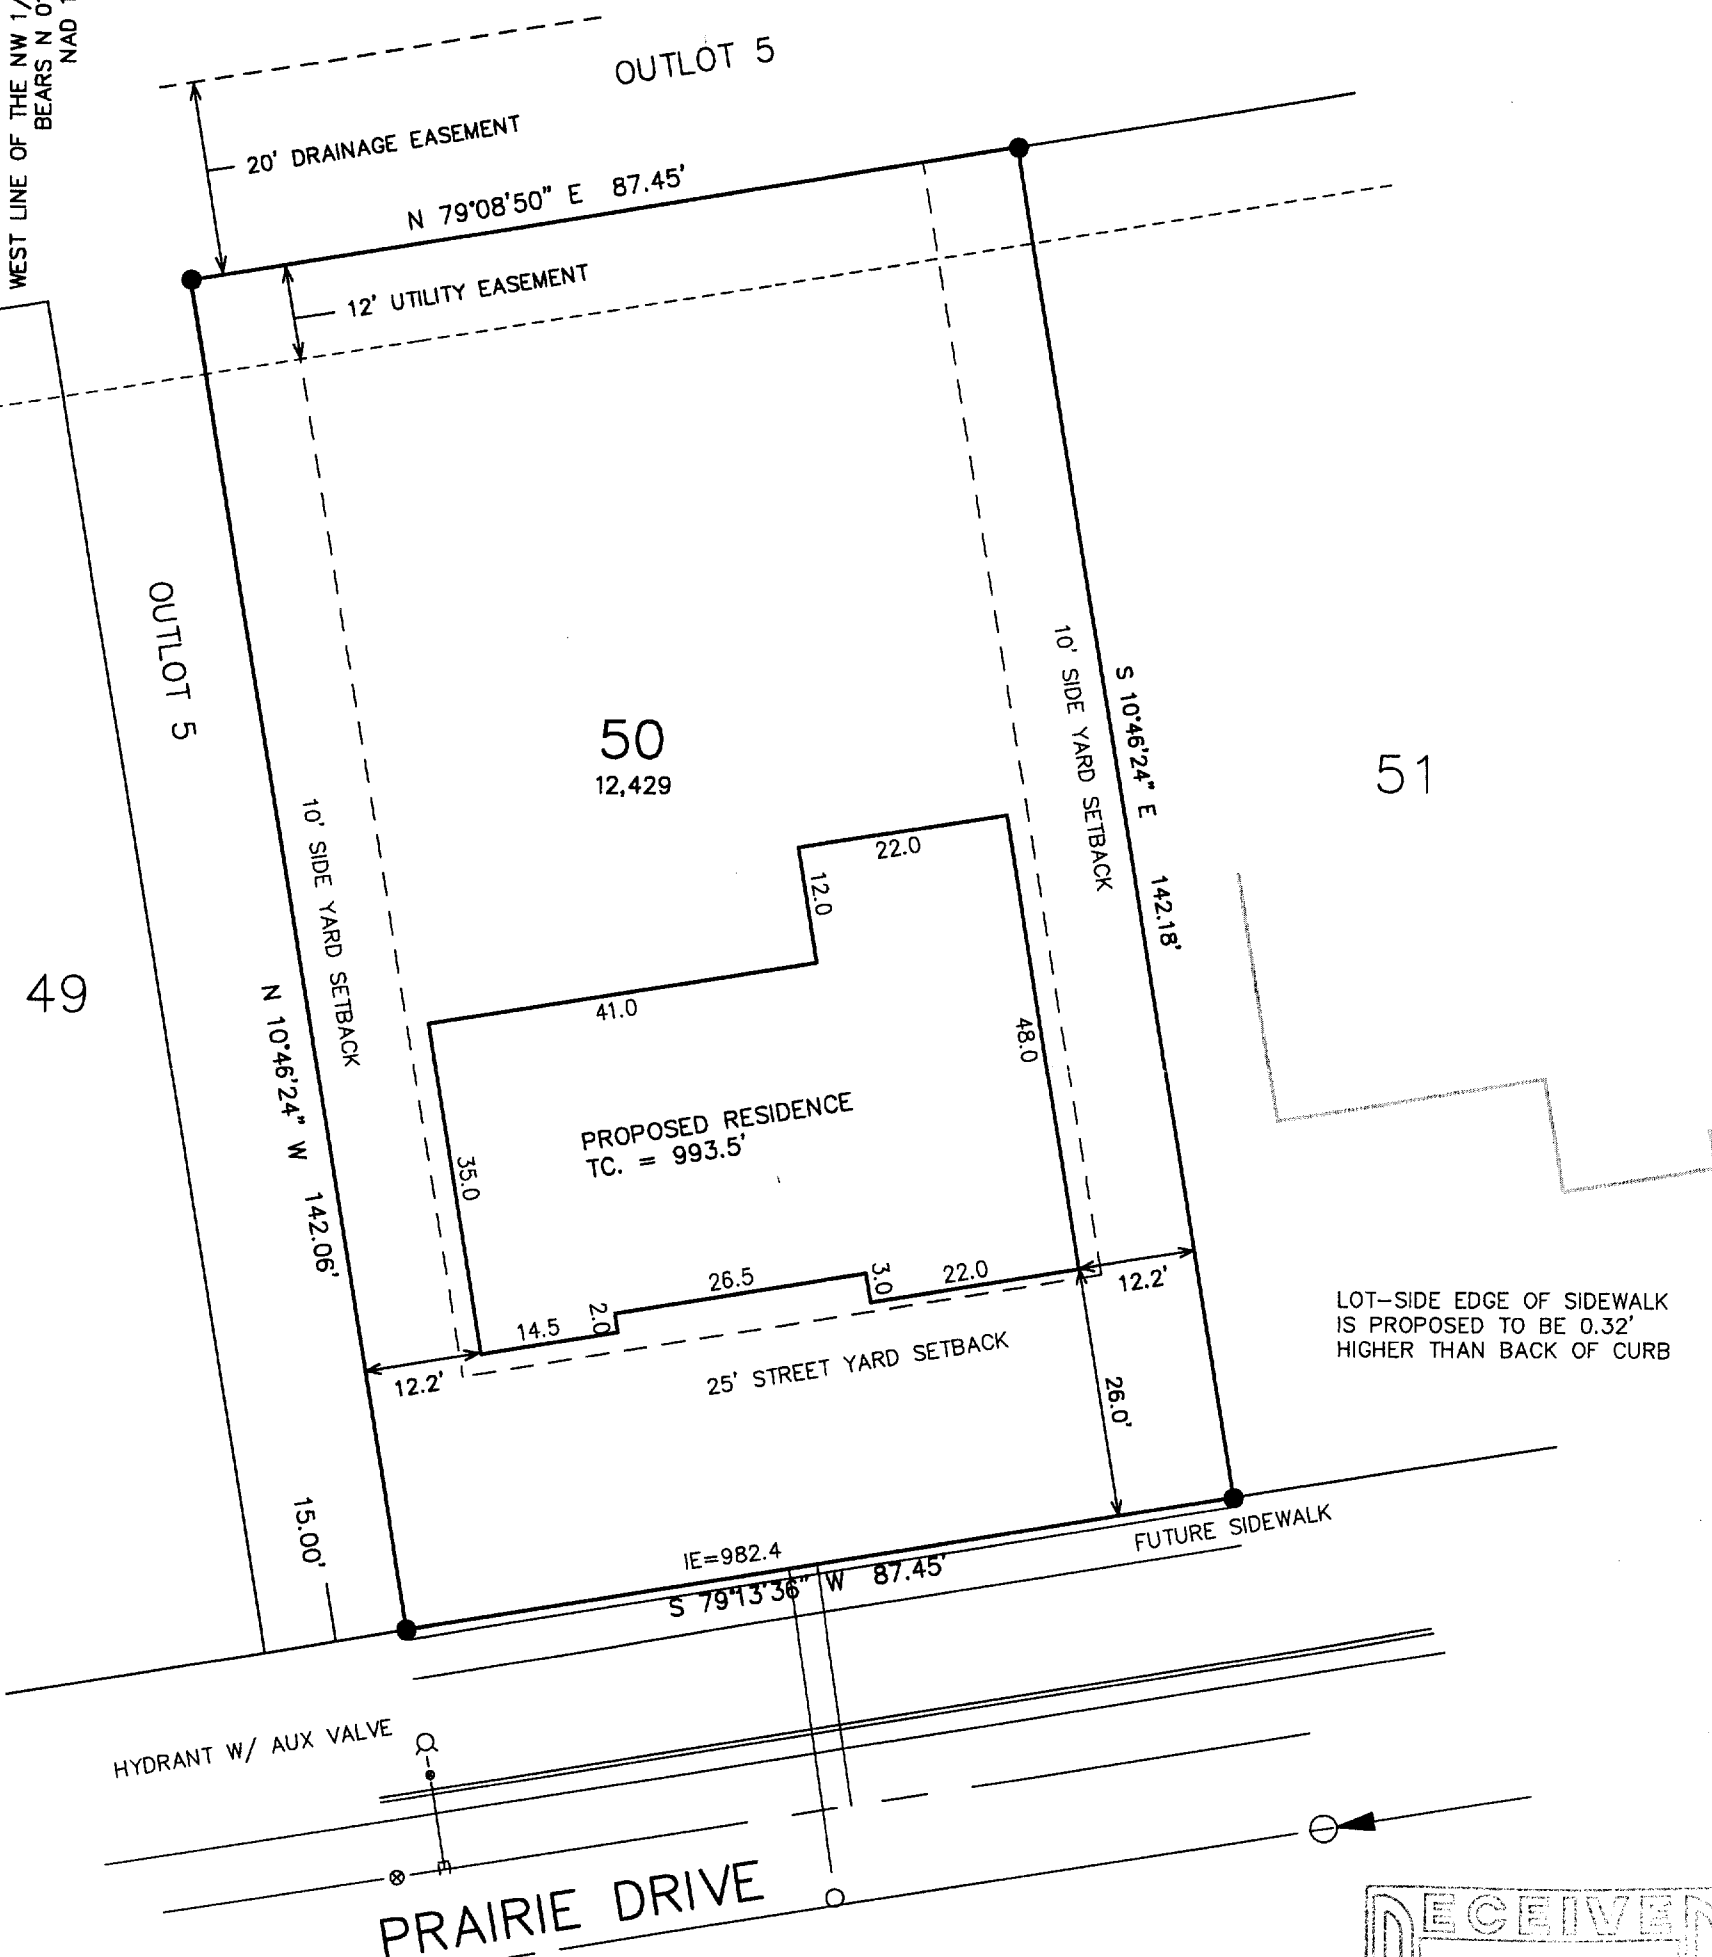 WEST LINE OF THE NW 1/
BEARS N 0
NAD
OUTLOT 5
20' DRAINAGE EASEMENT
N 79°08'50" E 87.45'
12' UTILITY EASEMENT
OUTLOT 5
10' SIDE YARD SETBACK
S 10°46'24" E 142.18'
50
12,429
51
10' SIDE YARD SETBACK
22.0
12.0
49
N 10°46'24" W 142.06'
41.0
48.0
PROPOSED RESIDENCE
TC. = 993.5'
35.0
26.5
3.0
22.0
14.5
2.0
12.2'
12.2'
LOT-SIDE EDGE OF SIDEWALK
IS PROPOSED TO BE 0.32'
HIGHER THAN BACK OF CURB
25' STREET YARD SETBACK
26.0'
15.00'
IE=982.4
FUTURE SIDEWALK
S 79°13'36" W 87.45'
HYDRANT W/ AUX VALVE
PRAIRIE DRIVE
RECEIVED